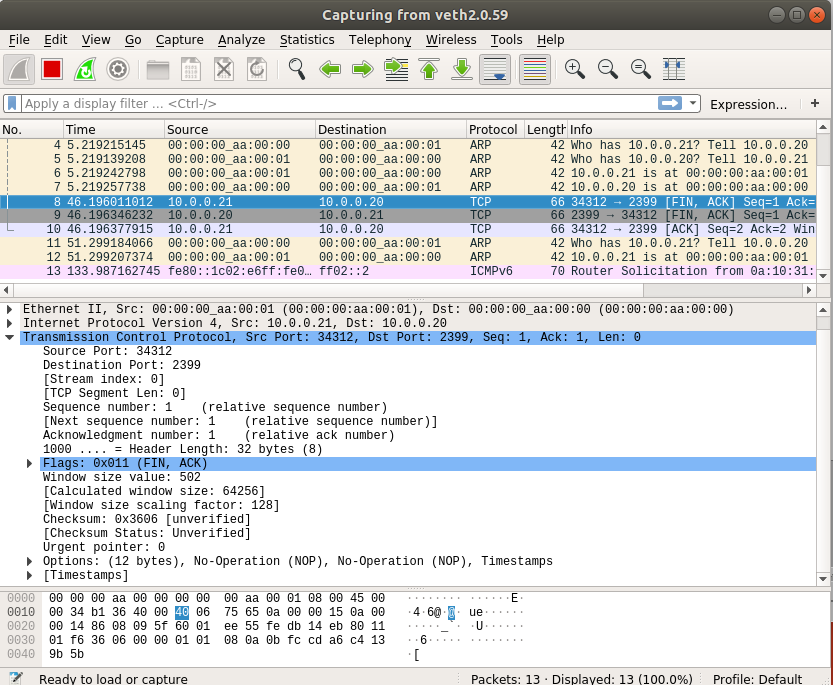 Capturing from veth2.0.59
File Edit View Go Capture Analyze Statistics Telephony Wireless Tools Help
Apply a display filter ... <Ctrl-/>
Expression... +
No. Time Source Destination Protocol Length Info
4 5.219215145 00:00:00_aa:00:00 00:00:00_aa:00:01 ARP 42 Who has 10.0.0.21? Tell 10.0.0.20
5 5.219139208 00:00:00_aa:00:01 00:00:00_aa:00:00 ARP 42 Who has 10.0.0.20? Tell 10.0.0.21
6 5.219242798 00:00:00_aa:00:01 00:00:00_aa:00:00 ARP 42 10.0.0.21 is at 00:00:00:aa:00:01
7 5.219257738 00:00:00_aa:00:00 00:00:00_aa:00:01 ARP 42 10.0.0.20 is at 00:00:00:aa:00:00
8 46.196011012 10.0.0.21 10.0.0.20 TCP 66 34312 → 2399 [FIN, ACK] Seq=1 Ack=
9 46.196346232 10.0.0.20 10.0.0.21 TCP 66 2399 → 34312 [FIN, ACK] Seq=1 Ack=
10 46.196377915 10.0.0.21 10.0.0.20 TCP 66 34312 → 2399 [ACK] Seq=2 Ack=2 Win
11 51.299184066 00:00:00_aa:00:00 00:00:00_aa:00:01 ARP 42 Who has 10.0.0.21? Tell 10.0.0.20
12 51.299207374 00:00:00_aa:00:01 00:00:00_aa:00:00 ARP 42 10.0.0.21 is at 00:00:00:aa:00:01
13 133.987162745 fe80::1c02:e6ff:fe0… ff02::2 ICMPv6 70 Router Solicitation from 0a:10:31:
Ethernet II, Src: 00:00:00_aa:00:01 (00:00:00:aa:00:01), Dst: 00:00:00_aa:00:00 (00:00:00:aa:00:00)
Internet Protocol Version 4, Src: 10.0.0.21, Dst: 10.0.0.20
Transmission Control Protocol, Src Port: 34312, Dst Port: 2399, Seq: 1, Ack: 1, Len: 0
Source Port: 34312
Destination Port: 2399
[Stream index: 0]
[TCP Segment Len: 0]
Sequence number: 1 (relative sequence number)
[Next sequence number: 1 (relative sequence number)]
Acknowledgment number: 1 (relative ack number)
1000 .... = Header Length: 32 bytes (8)
Flags: 0x011 (FIN, ACK)
Window size value: 502
[Calculated window size: 64256]
[Window size scaling factor: 128]
Checksum: 0x3606 [unverified]
[Checksum Status: Unverified]
Urgent pointer: 0
Options: (12 bytes), No-Operation (NOP), No-Operation (NOP), Timestamps
[Timestamps]
0000 00 00 00 aa 00 00 00 00 00 aa 00 01 08 00 45 00 ········ ······E·
0010 00 34 b1 36 40 00 40 06 75 65 0a 00 00 15 0a 00 ·4·6@·@· ue······
0020 00 14 86 08 09 5f 60 01 ee 55 fe db 14 eb 80 11 ·····_`· ·U······
0030 01 f6 36 06 00 00 01 01 08 0a 0b fc cd a6 c4 13 ··6····· ········
0040 9b 5b ·[
Ready to load or capture Packets: 13 · Displayed: 13 (100.0%) Profile: Default